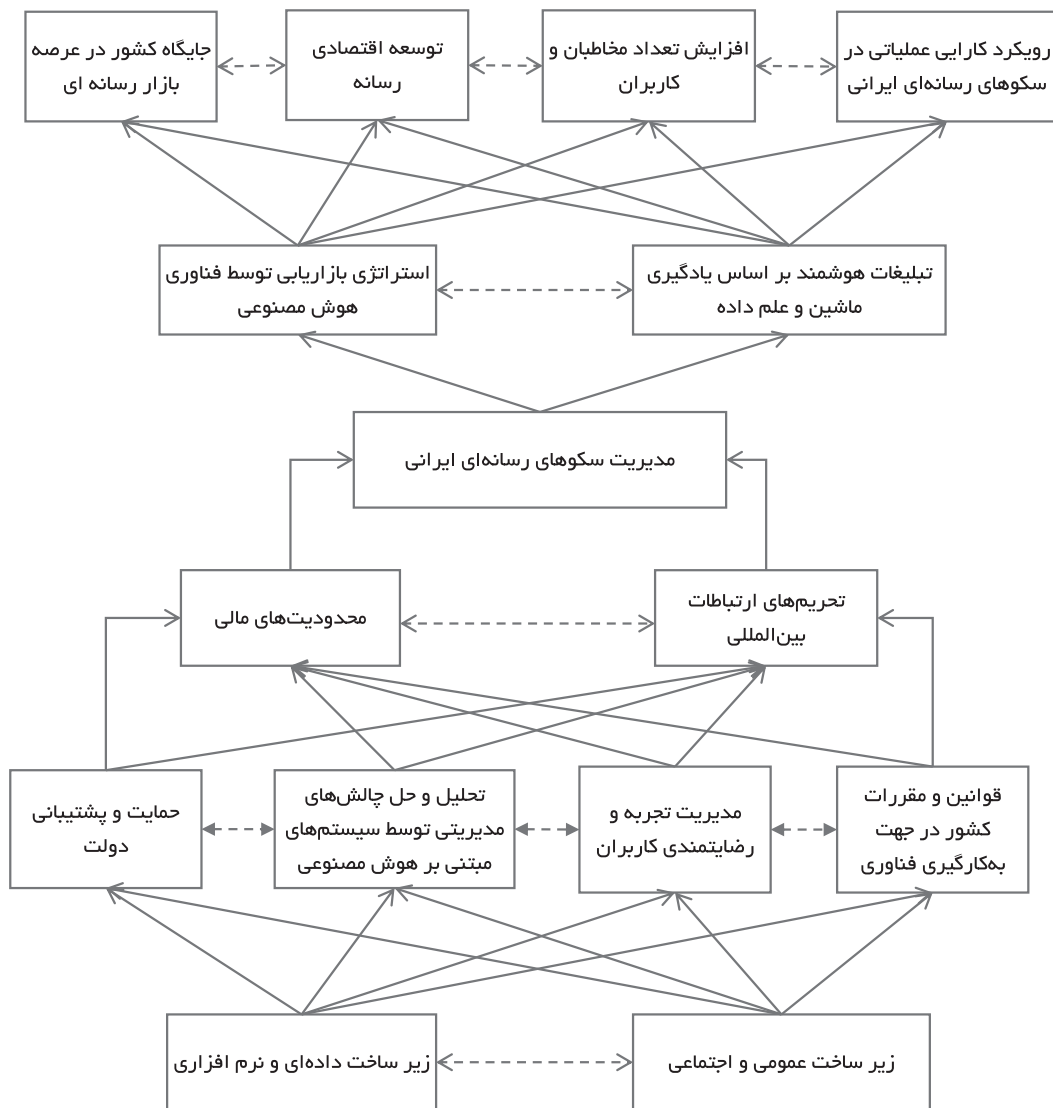 رویکرد کارایی عملیاتی در
سکوهای رسانه‌ای ایرانی
افزایش تعداد مخاطبان و
کاربران
توسعه اقتصادی
رسانه
جایگاه کشور در عرصه
بازار رسانه ای
تبلیغات هوشمند بر اساس یادگیری
ماشین و علم داده
استراتژی بازاریابی توسط فناوری
هوش مصنوعی
مدیریت سکوهای رسانه‌ای ایرانی
تحریم‌های ارتباطات
بین‌المللی
محدودیت‌های مالی
قوانین و مقررات
کشور در جهت
به‌کارگیری فناوری
مدیریت تجربه و
رضایتمندی کاربران
تحلیل و حل چالش‌های
مدیریتی توسط سیستم‌های
مبتنی بر هوش مصنوعی
حمایت و پشتیبانی
دولت
زیر ساخت عمومی و اجتماعی
زیر ساخت داده‌ای و نرم افزاری